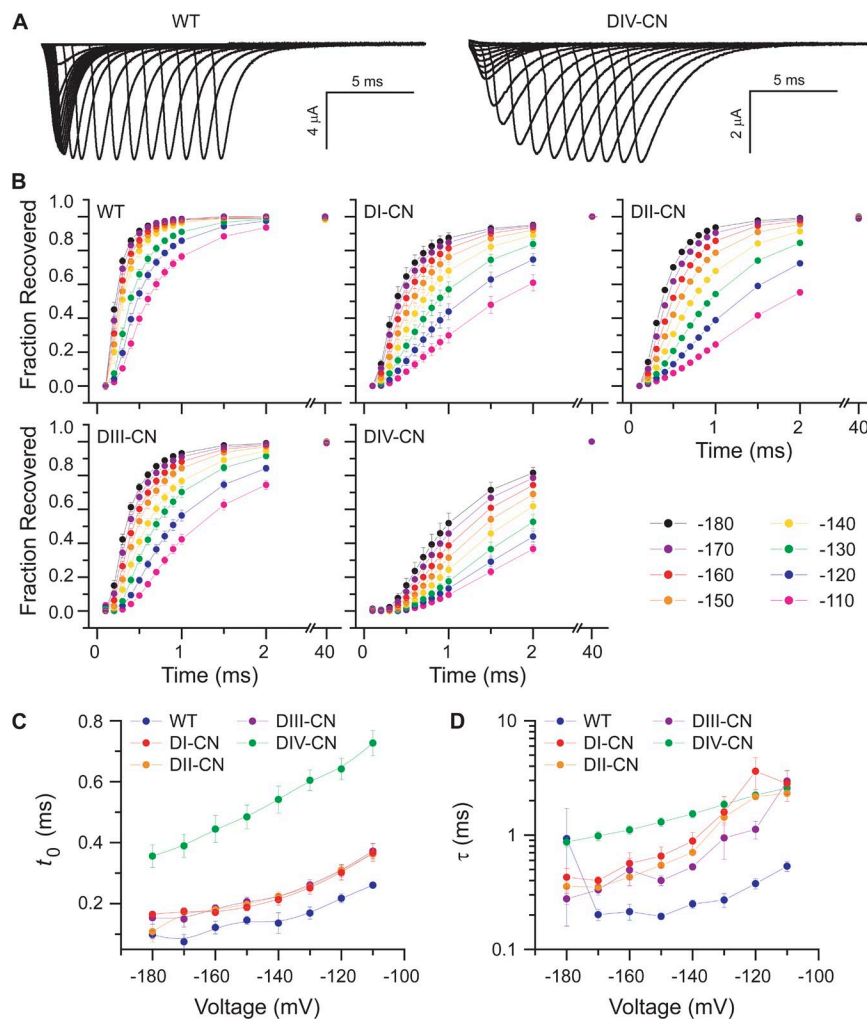 A
WT
DIV-CN
5 ms
4 μA
5 ms
2 μA
B
WT
DI-CN
DII-CN
Fraction Recovered
1.0
0.8
0.6
0.4
0.2
0.0
0 1 2 40
Time (ms)
DIII-CN
DIV-CN
Fraction Recovered
1.0
0.8
0.6
0.4
0.2
0.0
0 1 2 40
Time (ms)
0 1 2 40
Time (ms)
-180 -140
-170 -130
-160 -120
-150 -110
C
WT DIII-CN
DI-CN DIV-CN
DII-CN
t0 (ms)
0.8
0.6
0.4
0.2
-180 -160 -140 -120 -100
Voltage (mV)
D
WT DIII-CN
DI-CN DIV-CN
DII-CN
τ (ms)
10
1
0.1
-180 -160 -140 -120 -100
Voltage (mV)